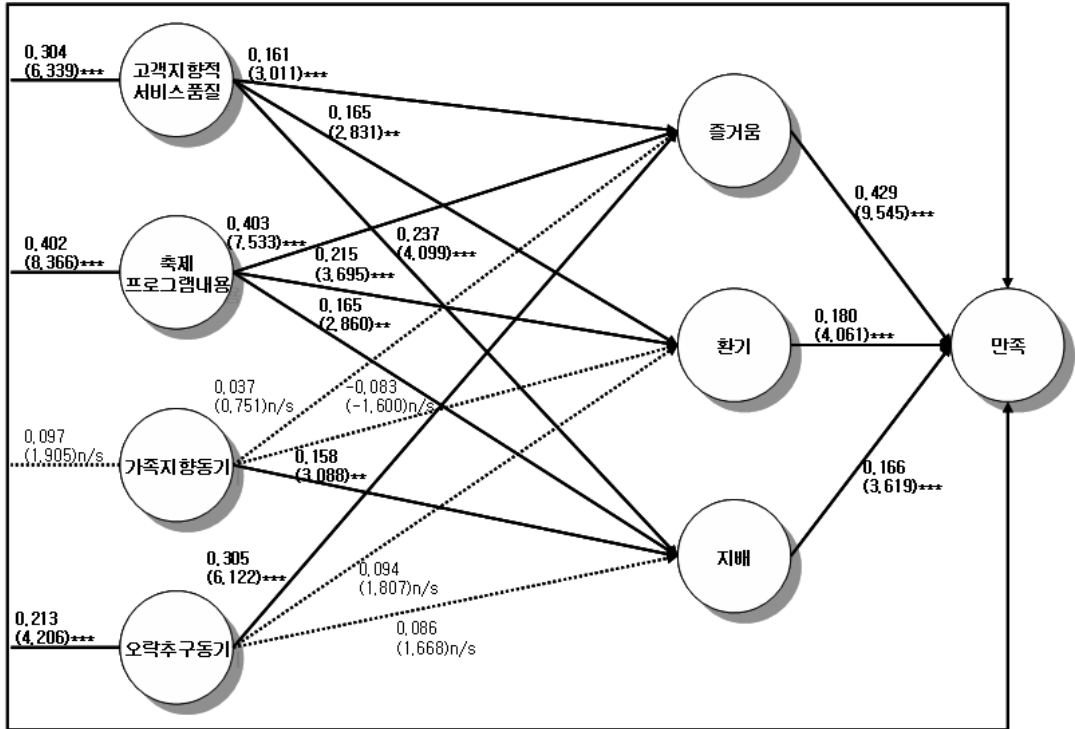 0.304
(6.339)***
고객지향적
서비스품질
0.161
(3.011)***
0.165
(2.831)**
즐거움
0.429
(9.545)***
0.402
(8.366)***
축제
프로그램내용
0.403
(7.533)***
0.237
(4.099)***
0.215
(3.695)***
0.165
(2.860)**
환기
0.180
(4.061)***
만족
0.037
(0.751)n/s
-0.083
(-1.600)n/s
0.097
(1.905)n/s
가족지향동기
0.158
(3.088)**
0.166
(3.619)***
지배
0.305
(6.122)***
0.094
(1.807)n/s
0.213
(4.206)***
오락추구동기
0.086
(1.668)n/s